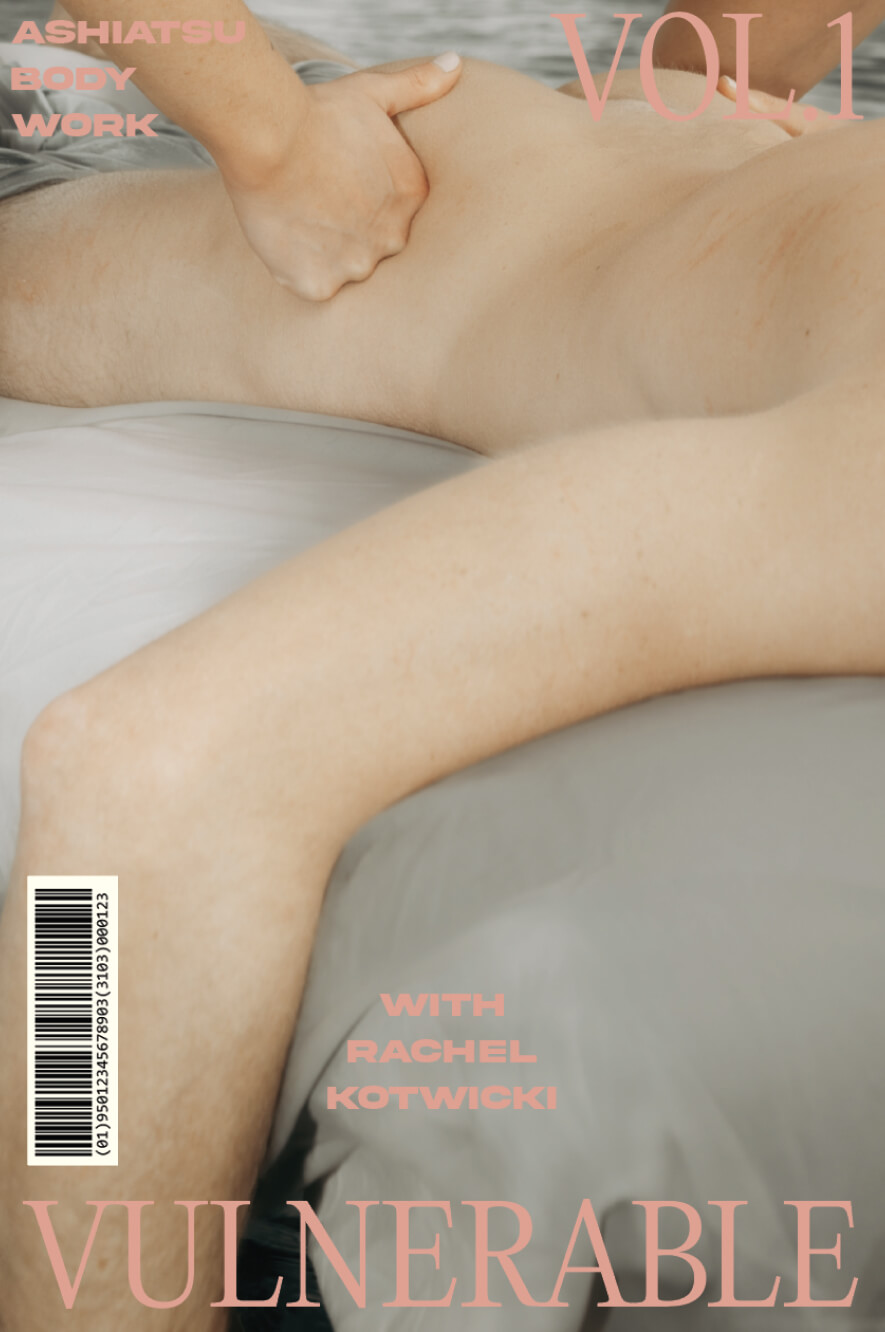 ASHIATSU
BODY
WORK
VOL.1
(01)95012345678903(3103)000123
WITH
RACHEL
KOTWICKI
VULNERABLE